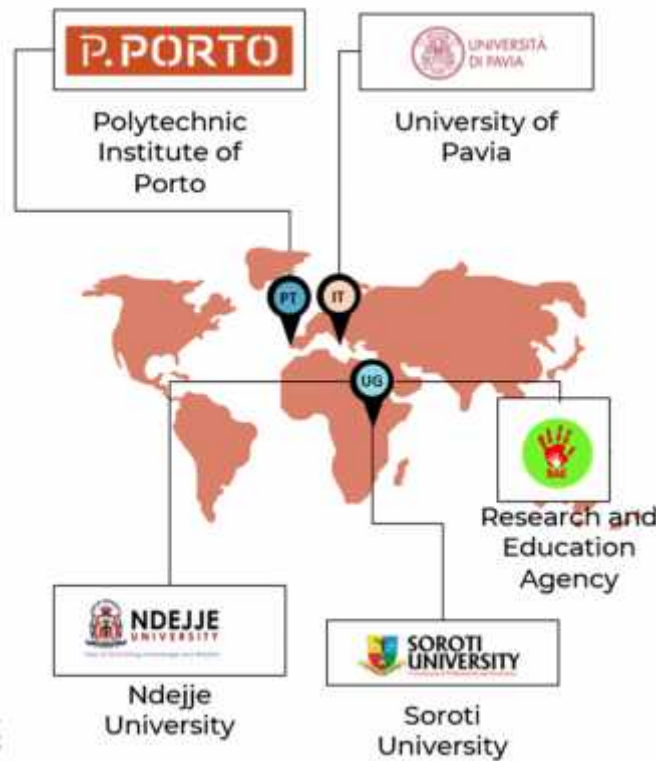 P.PORTO
Polytechnic
Institute of
Porto
UNIVERSITÀ
DI PAVIA
University of
Pavia
PT
IT
UG
Research and
Education
Agency
NDEJJE
UNIVERSITY
Ndejje
University
SOROTI
UNIVERSITY
Soroti
University